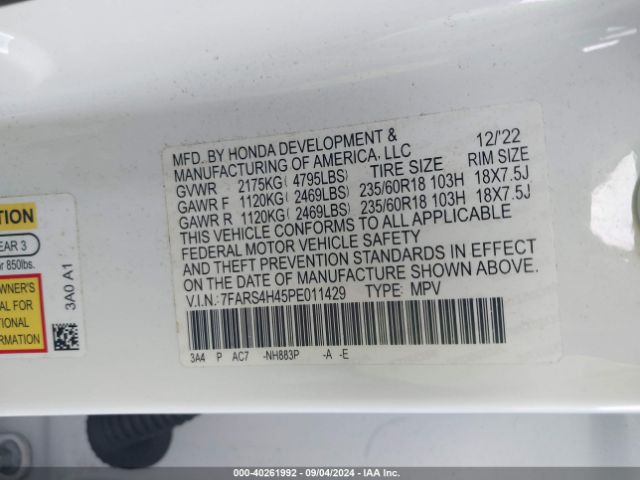 MFD. BY HONDA DEVELOPMENT & 12/'22
MANUFACTURING OF AMERICA, LLC
TIRE SIZE RIM SIZE
GVWR 2175KG( 4795LBS)
GAWR F 1120KG( 2469LBS) 235/60R18 103H 18X7.5J
GAWR R 1120KG( 2469LBS) 235/60R18 103H 18X7.5J
THIS VEHICLE CONFORMS TO ALL APPLICABLE
FEDERAL MOTOR VEHICLE SAFETY
AND THEFT PREVENTION STANDARDS IN EFFECT
ON THE DATE OF MANUFACTURE SHOWN ABOVE.
V.I.N.: 7FARS4H45PE011429 TYPE: MPV
3A4 P AC7 -NH883P -A -E
TION
EAR 3
r 850lbs.
WNER'S
AL FOR
TIONAL
RMATION
3A0 A1
000-40261992 - 09/04/2024 - IAA Inc.